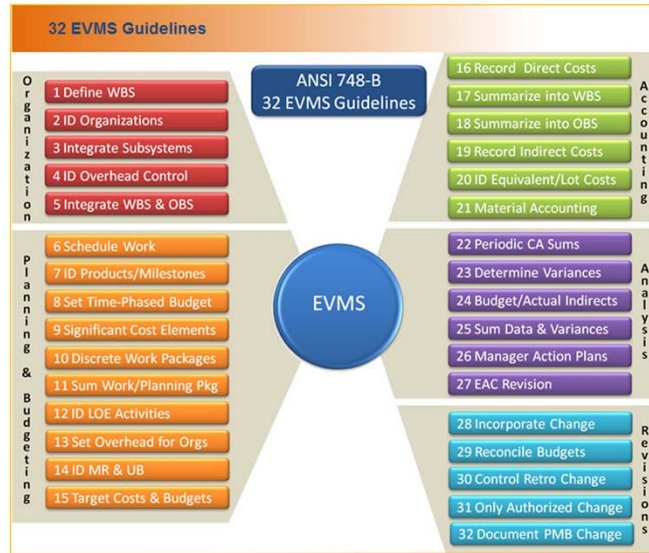 32 EVMS Guidelines
ANSI 748-B
32 EVMS Guidelines
Organization
1 Define WBS
2 ID Organizations
3 Integrate Subsystems
4 ID Overhead Control
5 Integrate WBS & OBS
Planning & Budgeting
6 Schedule Work
7 ID Products/Milestones
8 Set Time-Phased Budget
9 Significant Cost Elements
10 Discrete Work Packages
11 Sum Work/Planning Pkg
12 ID LOE Activities
13 Set Overhead for Orgs
14 ID MR & UB
15 Target Costs & Budgets
EVMS
16 Record Direct Costs
17 Summarize into WBS
18 Summarize into OBS
19 Record Indirect Costs
20 ID Equivalent/Lot Costs
21 Material Accounting
Accounting
22 Periodic CA Sums
23 Determine Variances
24 Budget/Actual Indirects
25 Sum Data & Variances
26 Manager Action Plans
27 EAC Revision
Analysis
28 Incorporate Change
29 Reconcile Budgets
30 Control Retro Change
31 Only Authorized Change
32 Document PMB Change
Revisions